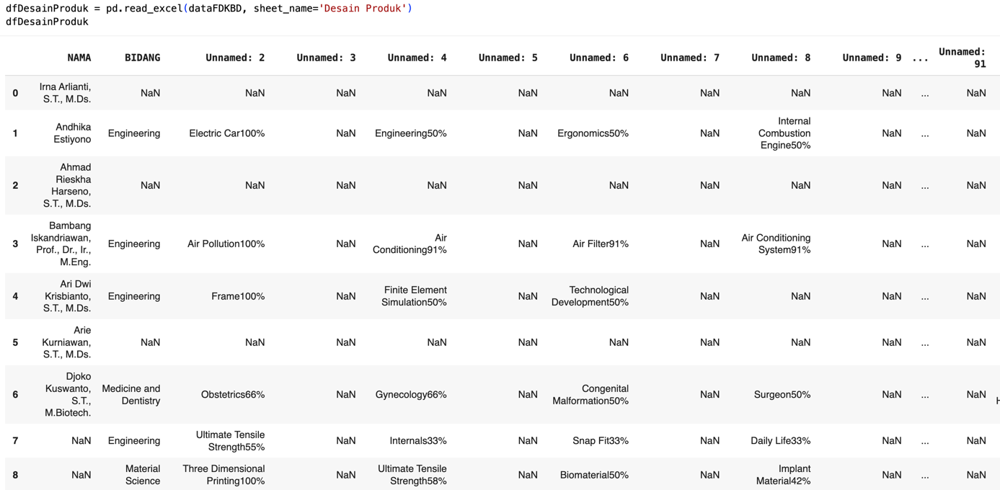 dfDesainProduk = pd.read_excel(dataFDKBD, sheet_name='Desain Produk')
dfDesainProduk
NAMA BIDANG Unnamed: 2 Unnamed: 3 Unnamed: 4 Unnamed: 5 Unnamed: 6 Unnamed: 7 Unnamed: 8 Unnamed: 9 ... Unnamed:
91
0 Irna Arlianti,
S.T., M.Ds. NaN NaN NaN NaN NaN NaN NaN NaN NaN ... NaN
1 Andhika
Estiyono Engineering Electric Car100% NaN Engineering50% NaN Ergonomics50% NaN Internal
Combustion
Engine50% NaN ... NaN
2 Ahmad
Rieskha
Harseno,
S.T., M.Ds. NaN NaN NaN NaN NaN NaN NaN NaN NaN ... NaN
3 Bambang
Iskandriawan,
Prof., Dr., Ir.,
M.Eng. Engineering Air Pollution100% NaN Air
Conditioning91% NaN Air Filter91% NaN Air Conditioning
System91% NaN ... NaN
4 Ari Dwi
Krisbianto,
S.T., M.Ds. Engineering Frame100% NaN Finite Element
Simulation50% NaN Technological
Development50% NaN NaN NaN ... NaN
5 Arie
Kurniawan,
S.T., M.Ds. NaN NaN NaN NaN NaN NaN NaN NaN NaN ... NaN
6 Djoko
Kuswanto,
S.T.,
M.Biotech. Medicine and
Dentistry Obstetrics66% NaN Gynecology66% NaN Congenital
Malformation50% NaN Surgeon50% NaN ... NaN
7 NaN Engineering Ultimate Tensile
Strength55% NaN Internals33% NaN Snap Fit33% NaN Daily Life33% NaN ... NaN
8 NaN Material
Science Three Dimensional
Printing100% NaN Ultimate Tensile
Strength58% NaN Biomaterial50% NaN Implant
Material42% NaN ... NaN